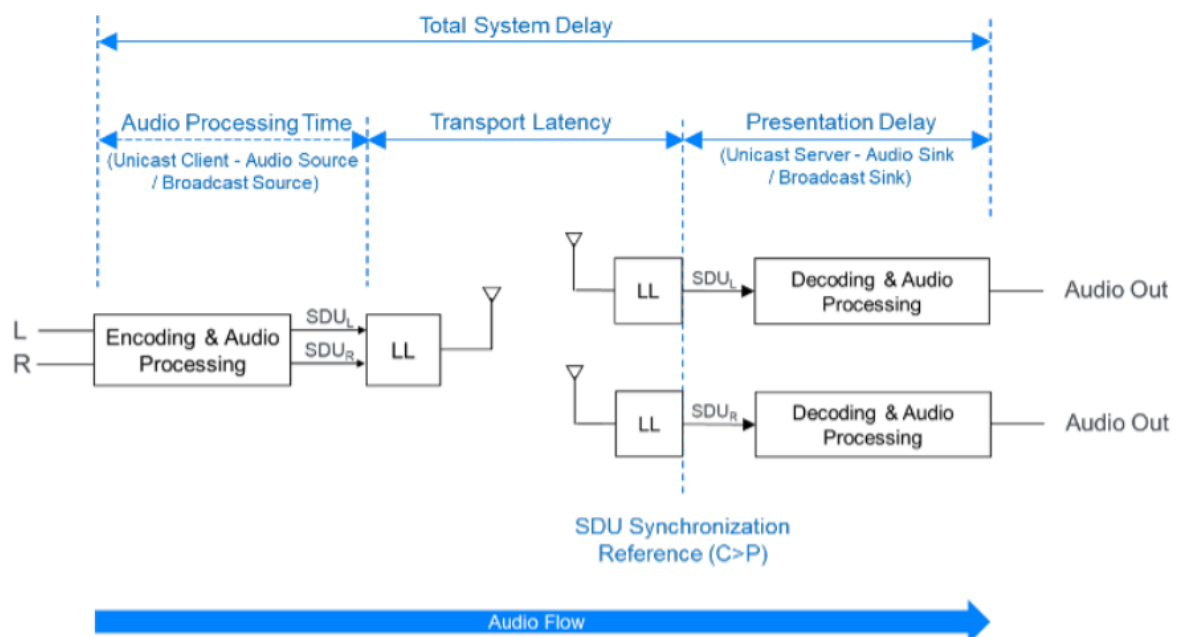 Total System Delay
Audio Processing Time
(Unicast Client - Audio Source
/ Broadcast Source)
Transport Latency
Presentation Delay
(Unicast Server - Audio Sink
/ Broadcast Sink)
L
R
Encoding & Audio
Processing
SDUL
SDUR
LL
LL
SDUL
Decoding & Audio
Processing
Audio Out
LL
SDUR
Decoding & Audio
Processing
Audio Out
SDU Synchronization
Reference (C>P)
Audio Flow